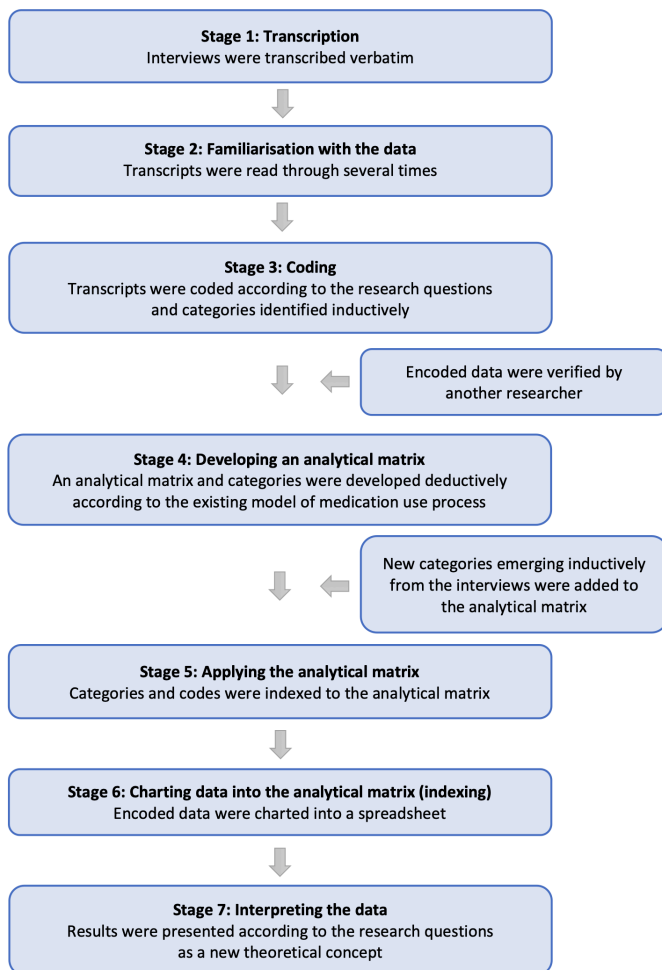 Stage 1: Transcription
Interviews were transcribed verbatim
Stage 2: Familiarisation with the data
Transcripts were read through several times
Stage 3: Coding
Transcripts were coded according to the research questions
and categories identified inductively
Encoded data were verified by
another researcher
Stage 4: Developing an analytical matrix
An analytical matrix and categories were developed deductively
according to the existing model of medication use process
New categories emerging inductively
from the interviews were added to
the analytical matrix
Stage 5: Applying the analytical matrix
Categories and codes were indexed to the analytical matrix
Stage 6: Charting data into the analytical matrix (indexing)
Encoded data were charted into a spreadsheet
Stage 7: Interpreting the data
Results were presented according to the research questions
as a new theoretical concept